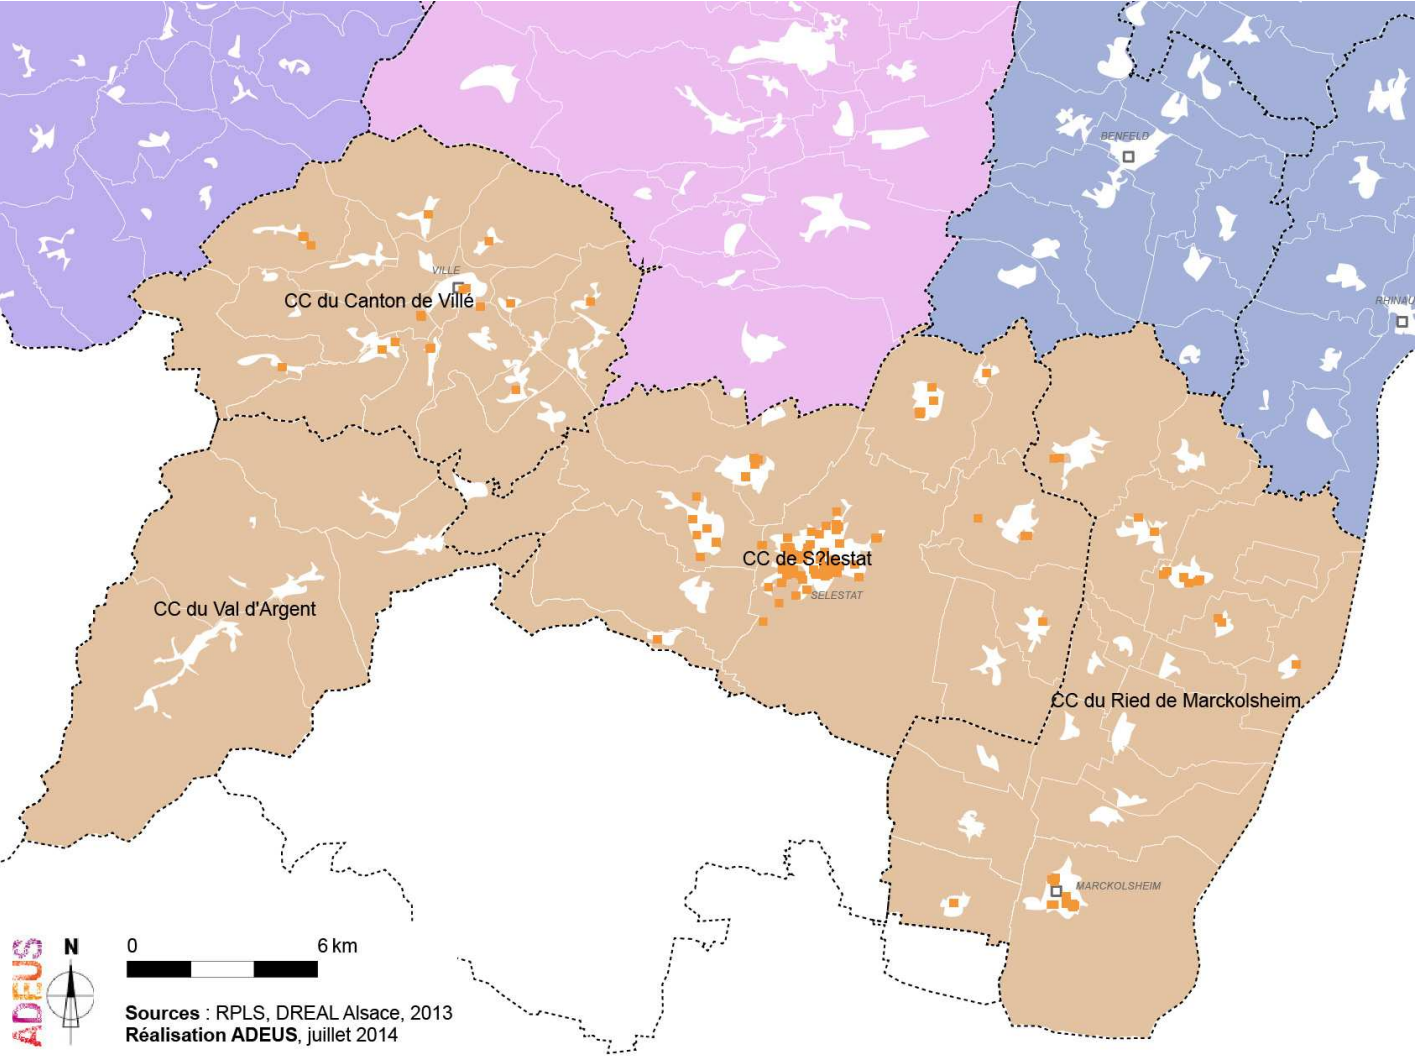 BENFELD
VILLE
CC du Canton de Villé
RHINAU
CC de S?lestat
SELESTAT
CC du Val d'Argent
CC du Ried de Marckolsheim
MARCKOLSHEIM
ADEUS
N
0 6 km
Sources : RPLS, DREAL Alsace, 2013
Réalisation ADEUS, juillet 2014